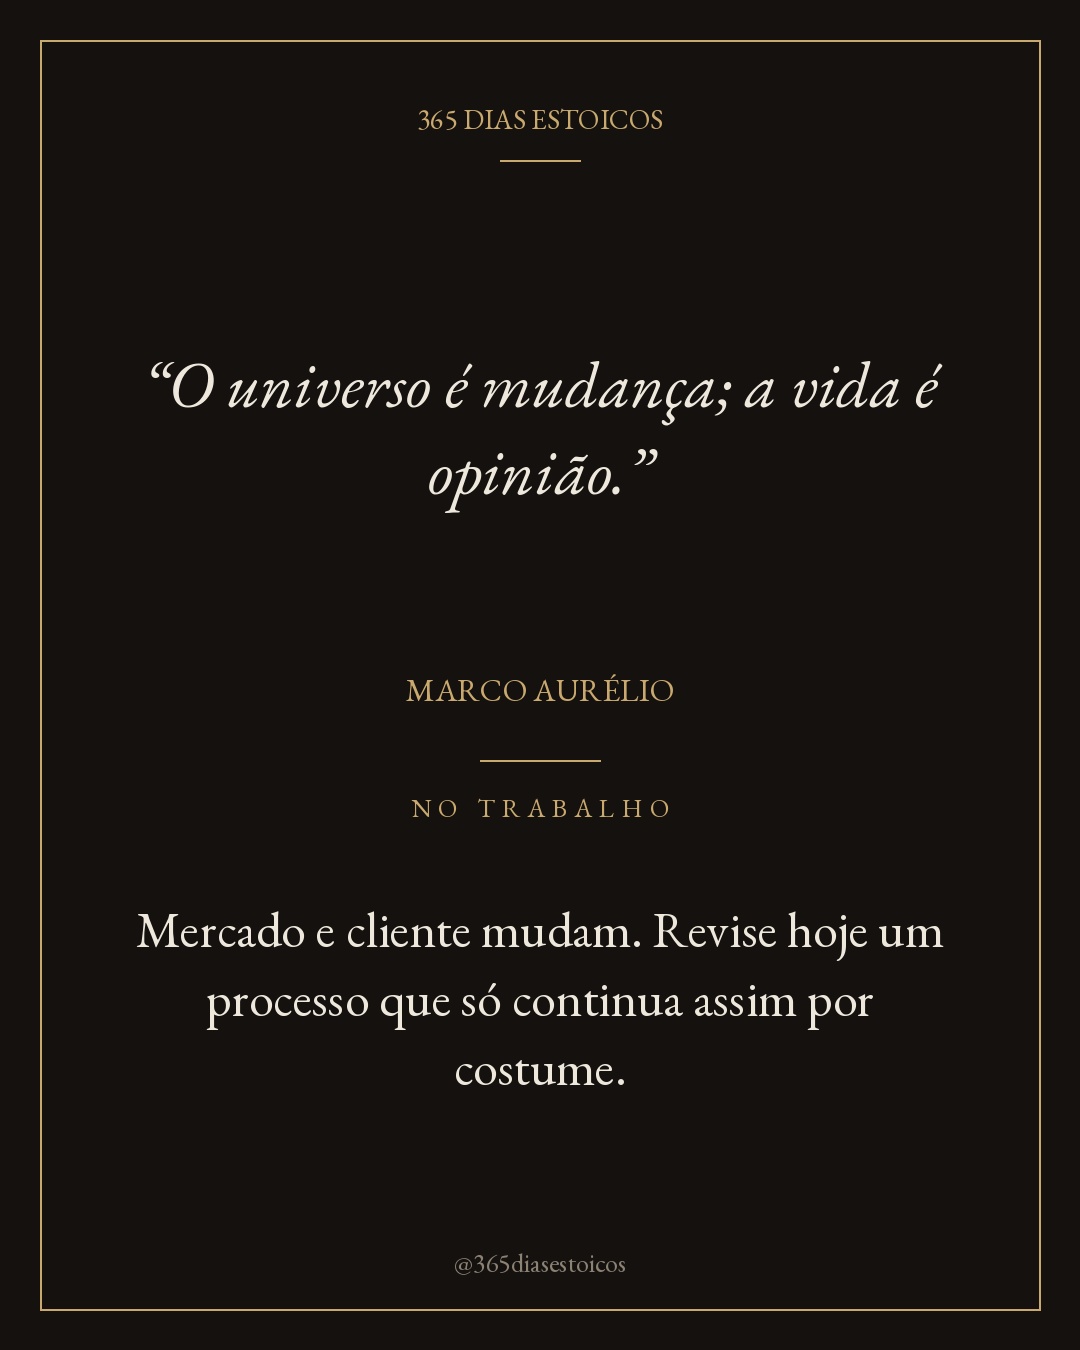 365 DIAS ESTOICOS
“O universo é mudança; a vida é
opinião.”
MARCO AURÉLIO
NO TRABALHO
Mercado e cliente mudam. Revise hoje um
processo que só continua assim por
costume.
@365diasestoicos